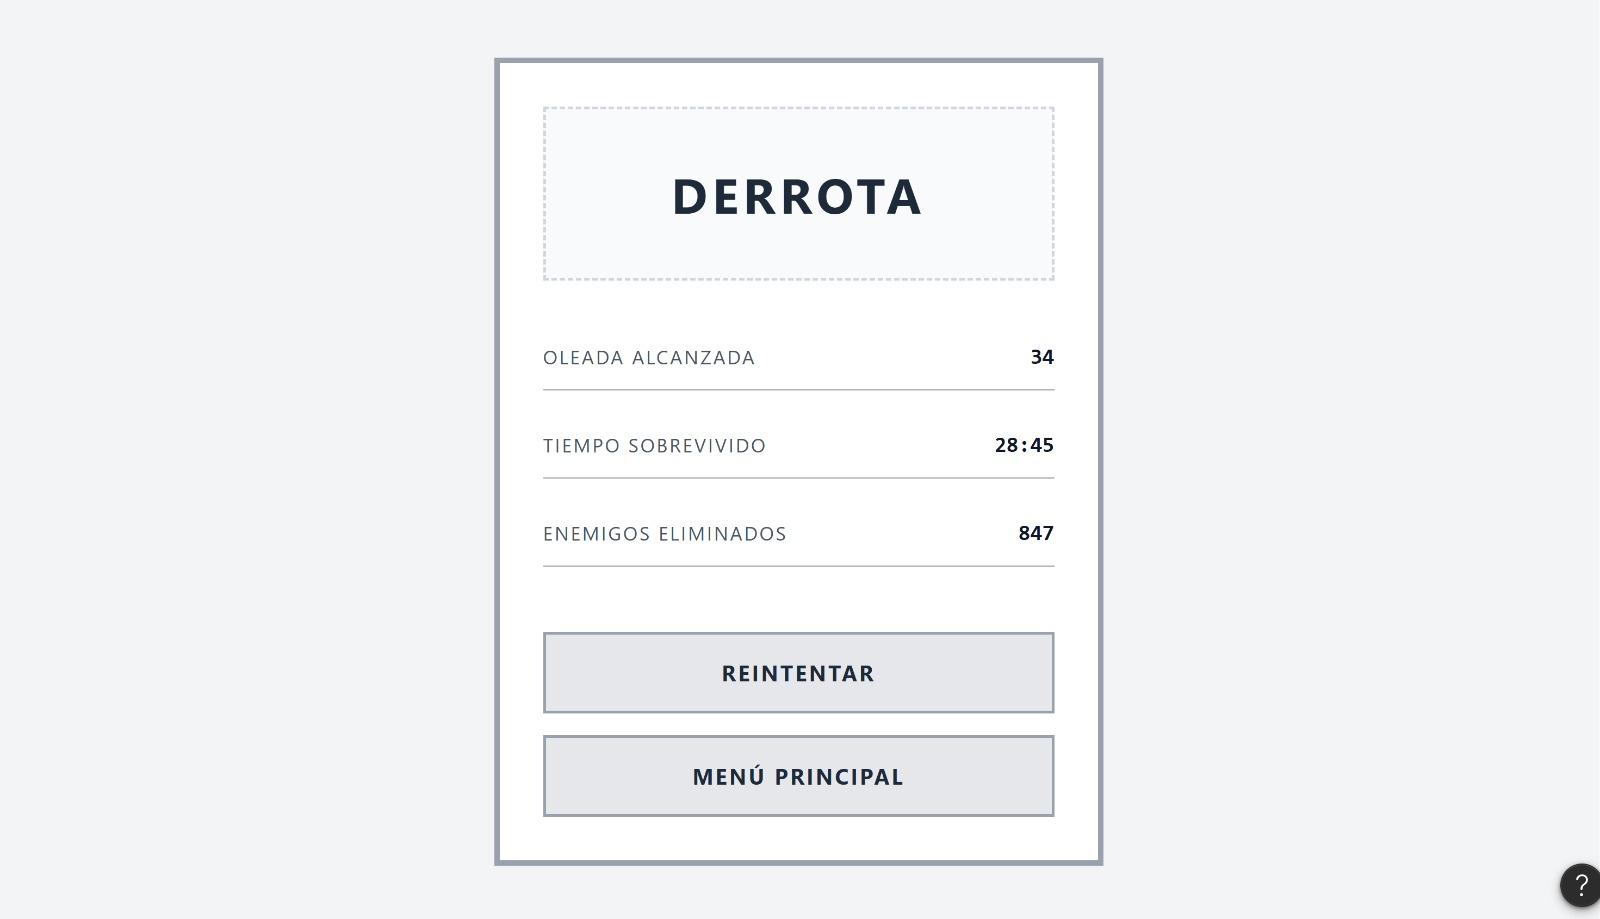 DERROTA
OLEADA ALCANZADA 34
TIEMPO SOBREVIVIDO 28:45
ENEMIGOS ELIMINADOS 847
REINTENTAR
MENÚ PRINCIPAL
?